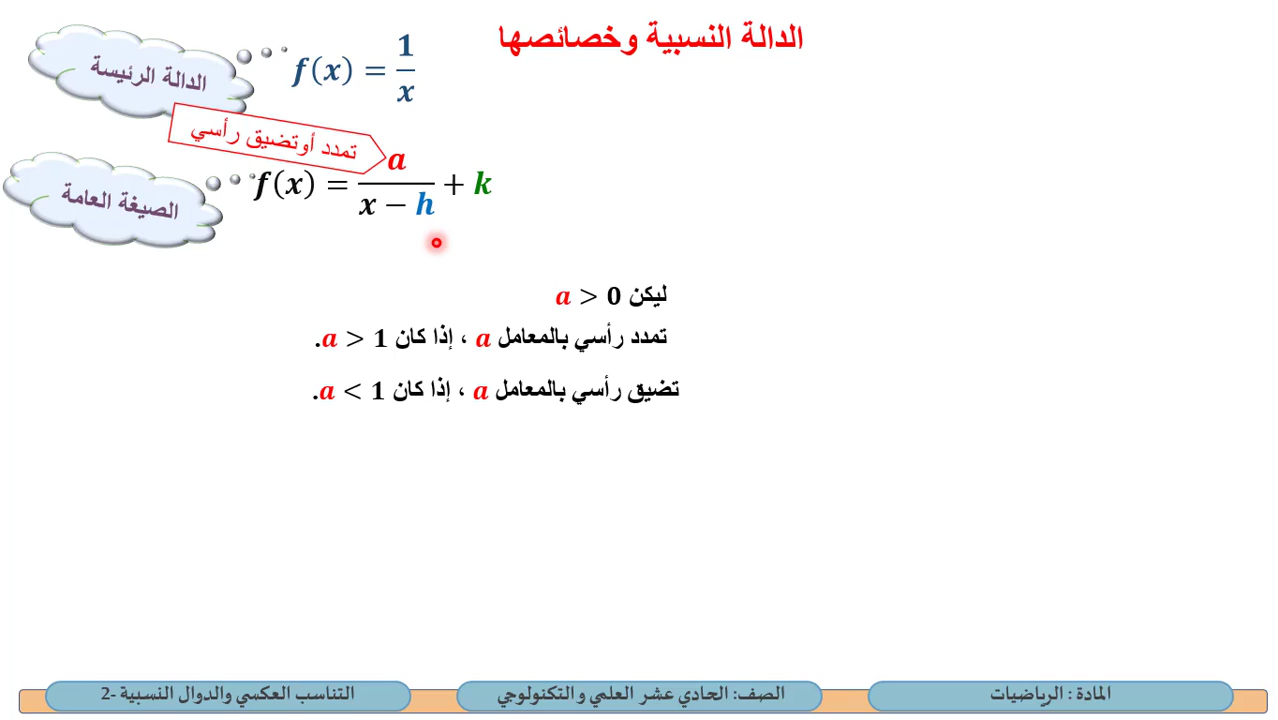 الدالة النسبية وخصائصها
الدالة الرئيسة
f(x) = 1/x
تمدد أوتضيق رأسي
الصيغة العامة
f(x) = a/(x − h) + k
ليكن a > 0
تمدد رأسي بالمعامل a ، إذا كان a > 1.
تضيق رأسي بالمعامل a ، إذا كان a < 1.
المادة : الرياضيات
الصف: الحادي عشر العلمي والتكنولوجي
التناسب العكسي والدوال النسبية -2